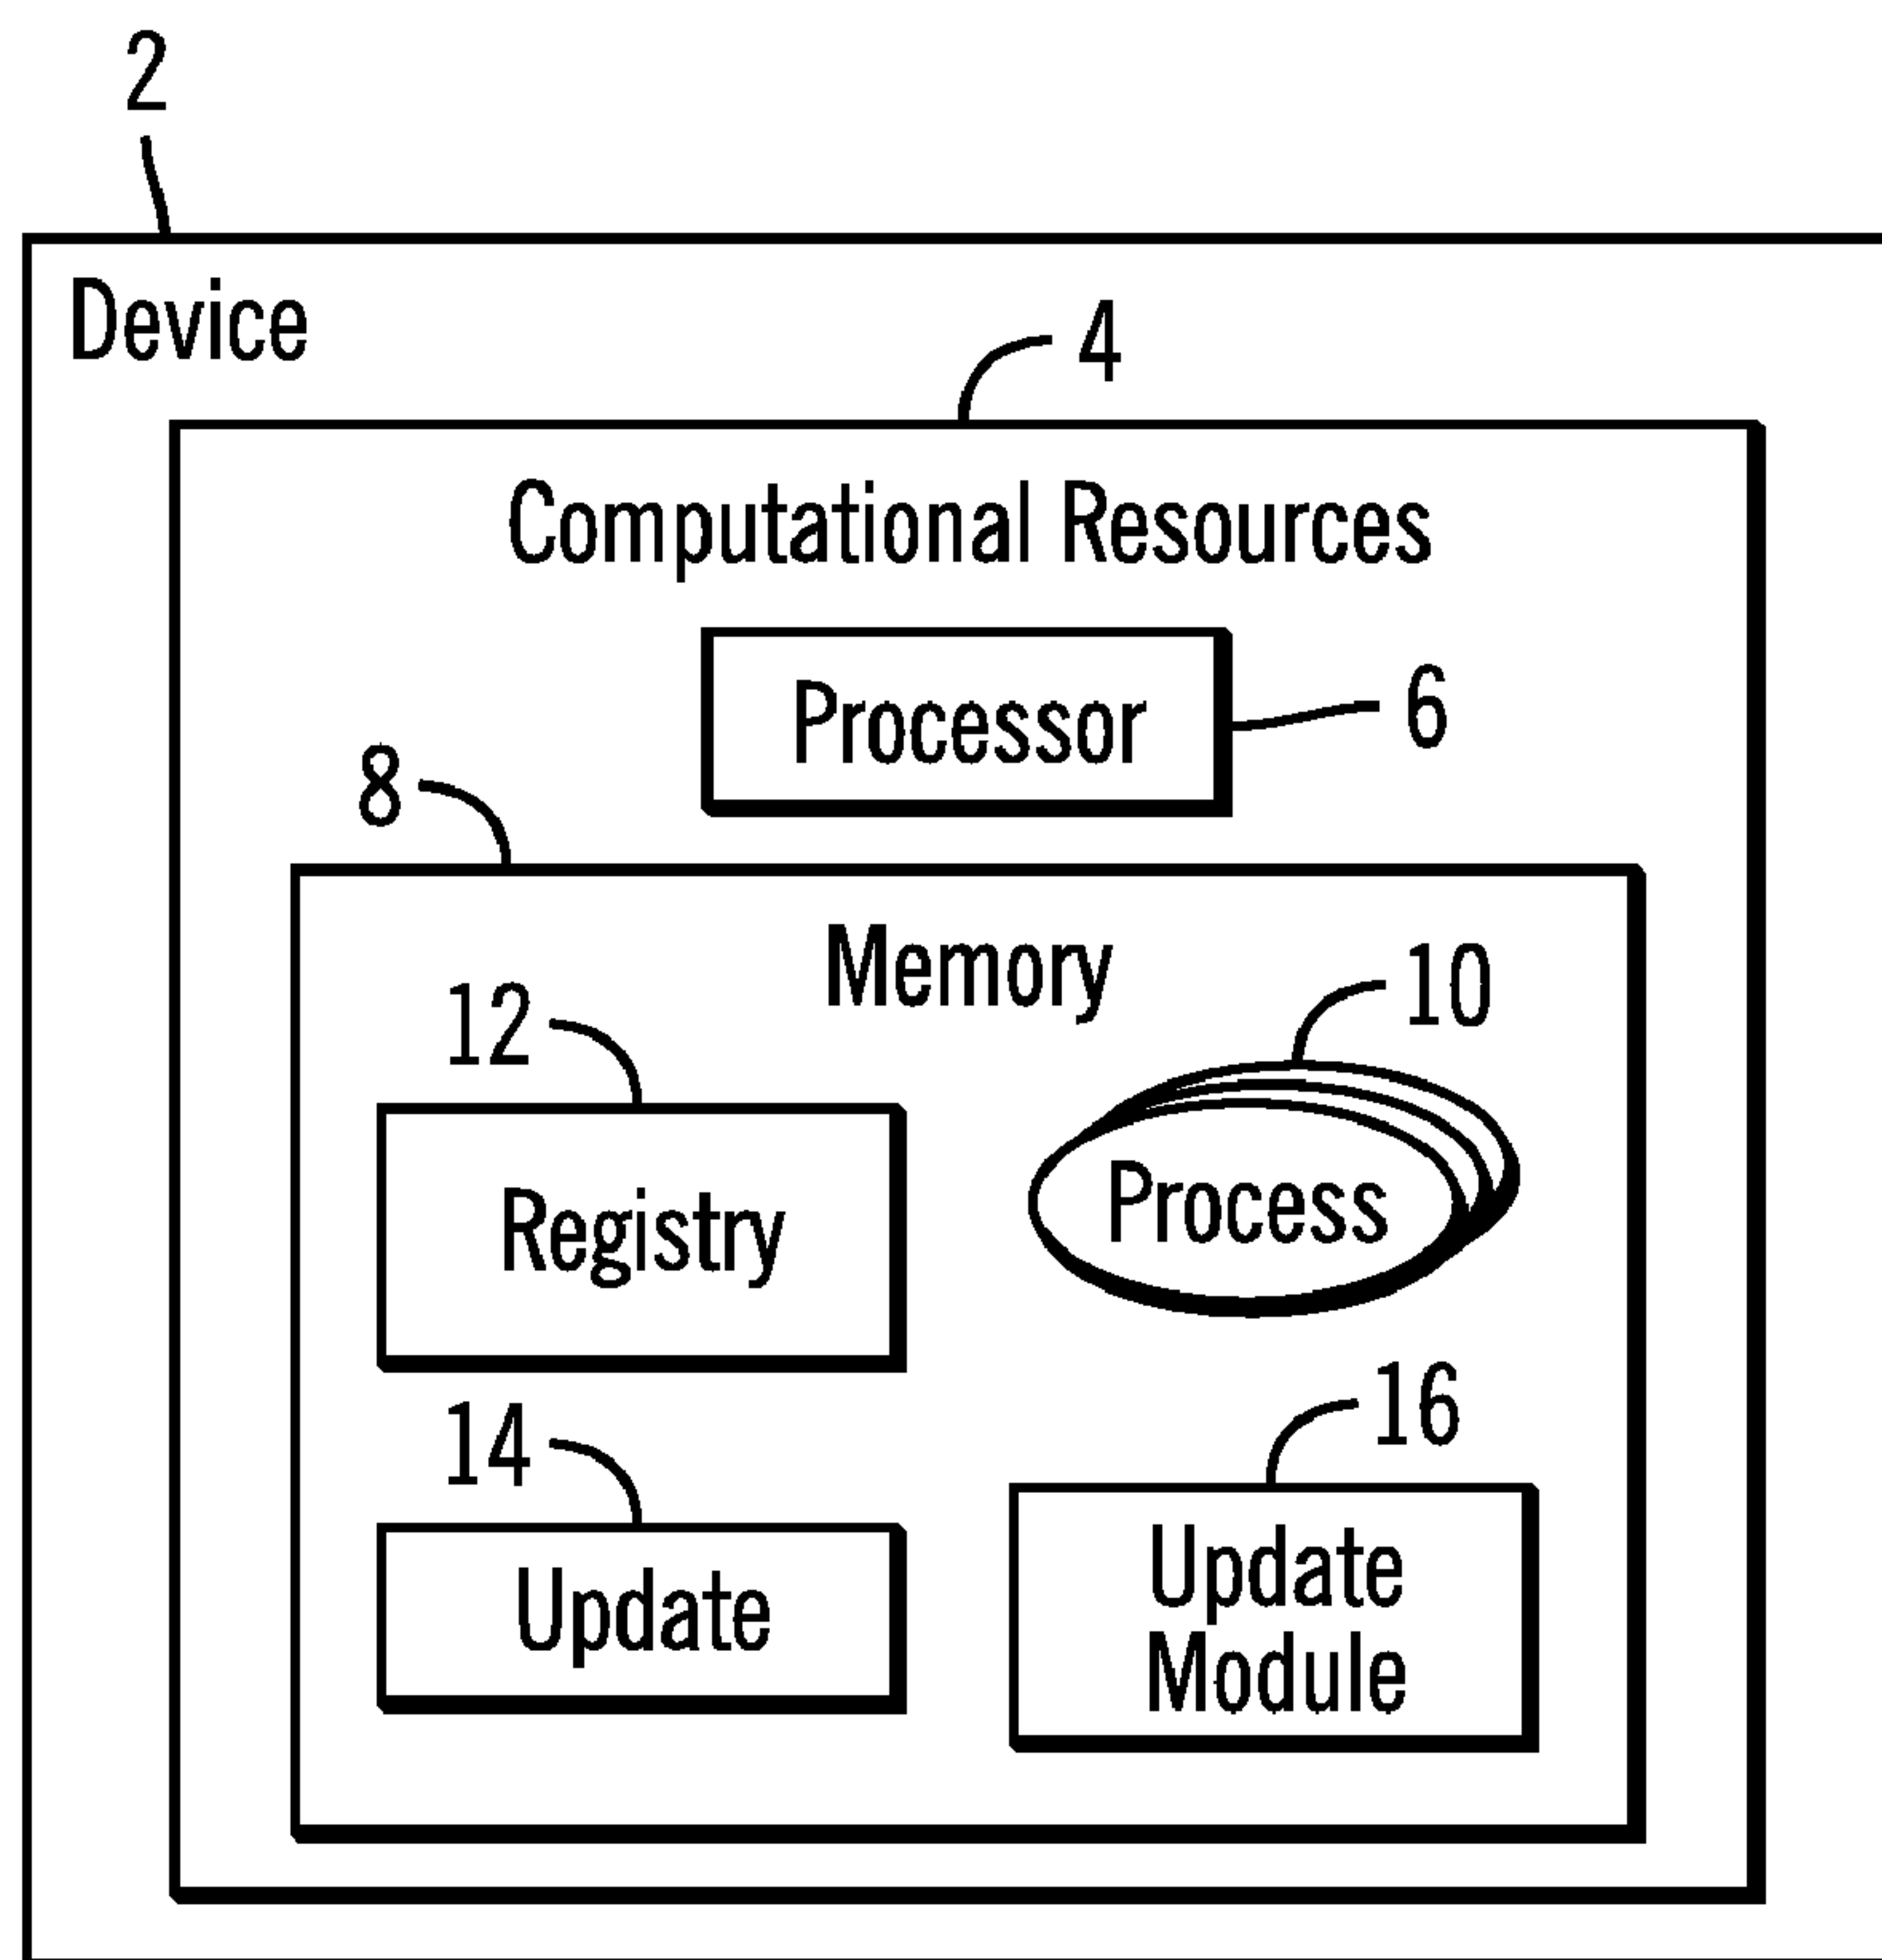 2
Device
4
Computational Resources
Processor
6
8
Memory
10
12
Process
Registry
14
16
Update
Update
Module